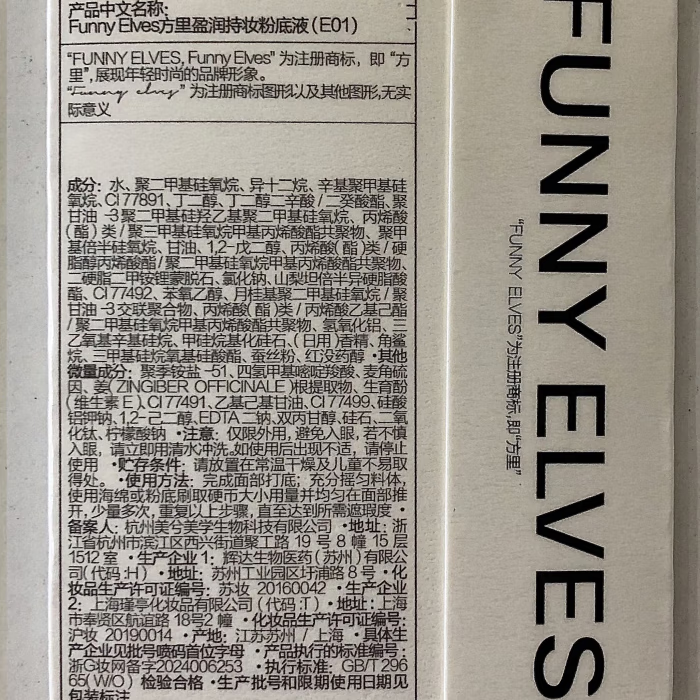 产品中文名称:
Funny Elves方里盈润持妆粉底液(E01)
“FUNNY ELVES, Funny Elves” 为注册商标，即 “方
里”,展现年轻时尚的品牌形象。
“Funny elves” 为注册商标图形以及其他图形,无实
际意义
成分：水、聚二甲基硅氧烷、异十二烷、辛基聚甲基硅
氧烷、CI 77891、丁二醇、丁二醇二辛酸/二癸酸酯、聚
甘油-3聚二甲基硅羟乙基聚二甲基硅氧烷、丙烯酸
(酯)类/聚三甲基硅氧烷甲基丙烯酸酯共聚物、聚甲
基倍半硅氧烷、甘油、1,2-戊二醇、丙烯酸(酯)类/硬
脂醇丙烯酸酯/聚二甲基硅氧烷甲基丙烯酸酯共聚物、
二硬脂二甲铵锂蒙脱石、氯化钠、山梨坦倍半异硬脂酸
酯、CI 77492、苯氧乙醇、月桂基聚二甲基硅氧烷/聚
甘油-3交联聚合物、丙烯酸(酯)类/丙烯酸乙基己酯
/聚二甲基硅氧烷甲基丙烯酸酯共聚物、氢氧化铝、三
乙氧基辛基硅烷、甲硅烷基化硅石、(日用)香精、角鲨
烷、三甲基硅烷氧基硅酸酯、蚕丝粉、红没药醇 •其他
微量成分：聚季铵盐-51、四氢甲基嘧啶羧酸、麦角硫
因、姜(ZINGIBER OFFICINALE)根提取物、生育酚
(维生素E)、CI 77491、乙基己基甘油、CI 77499、硅酸
铝钾钠、1,2-己二醇、EDTA二钠、双丙甘醇、硅石、二氧
化钛、柠檬酸钠 •注意：仅限外用，避免入眼，若不慎
入眼，请立即用清水冲洗。如使用后出现不适，请停止
使用 •贮存条件：请放置在常温干燥及儿童不易取
得处。•使用方法：完成面部打底；充分摇匀料体，
使用海绵或粉底刷取硬币大小用量并均匀在面部推
开，少量多次，重复以上步骤，直至达到所需遮瑕度 •
备案人：杭州美兮美学生物科技有限公司 •地址：浙
江省杭州市滨江区西兴街道聚工路 19 号 8 幢 15 层
1512 室 •生产企业 1：辉达生物医药(苏州)有限公
司(代码:H) •地址：苏州工业园区圩浦路 8 号 •化
妆品生产许可证编号：苏妆 20160042 •生产企业
2：上海瑾亭化妆品有限公司(代码:T) •地址：上海
市奉贤区航谊路 18号2 幢 •化妆品生产许可证编号：
沪妆 20190014 •产地：江苏苏州 / 上海 •具体生
产企业见批号喷码首位字母 •产品执行的标准编号：
浙G妆网备字2024006253 •执行标准：GB/T 296
65(W/O) 检验合格 •生产批号和限期使用日期见
包装标注
FUNNY ELVES
“FUNNY ELVES”为注册商标,即“方里”